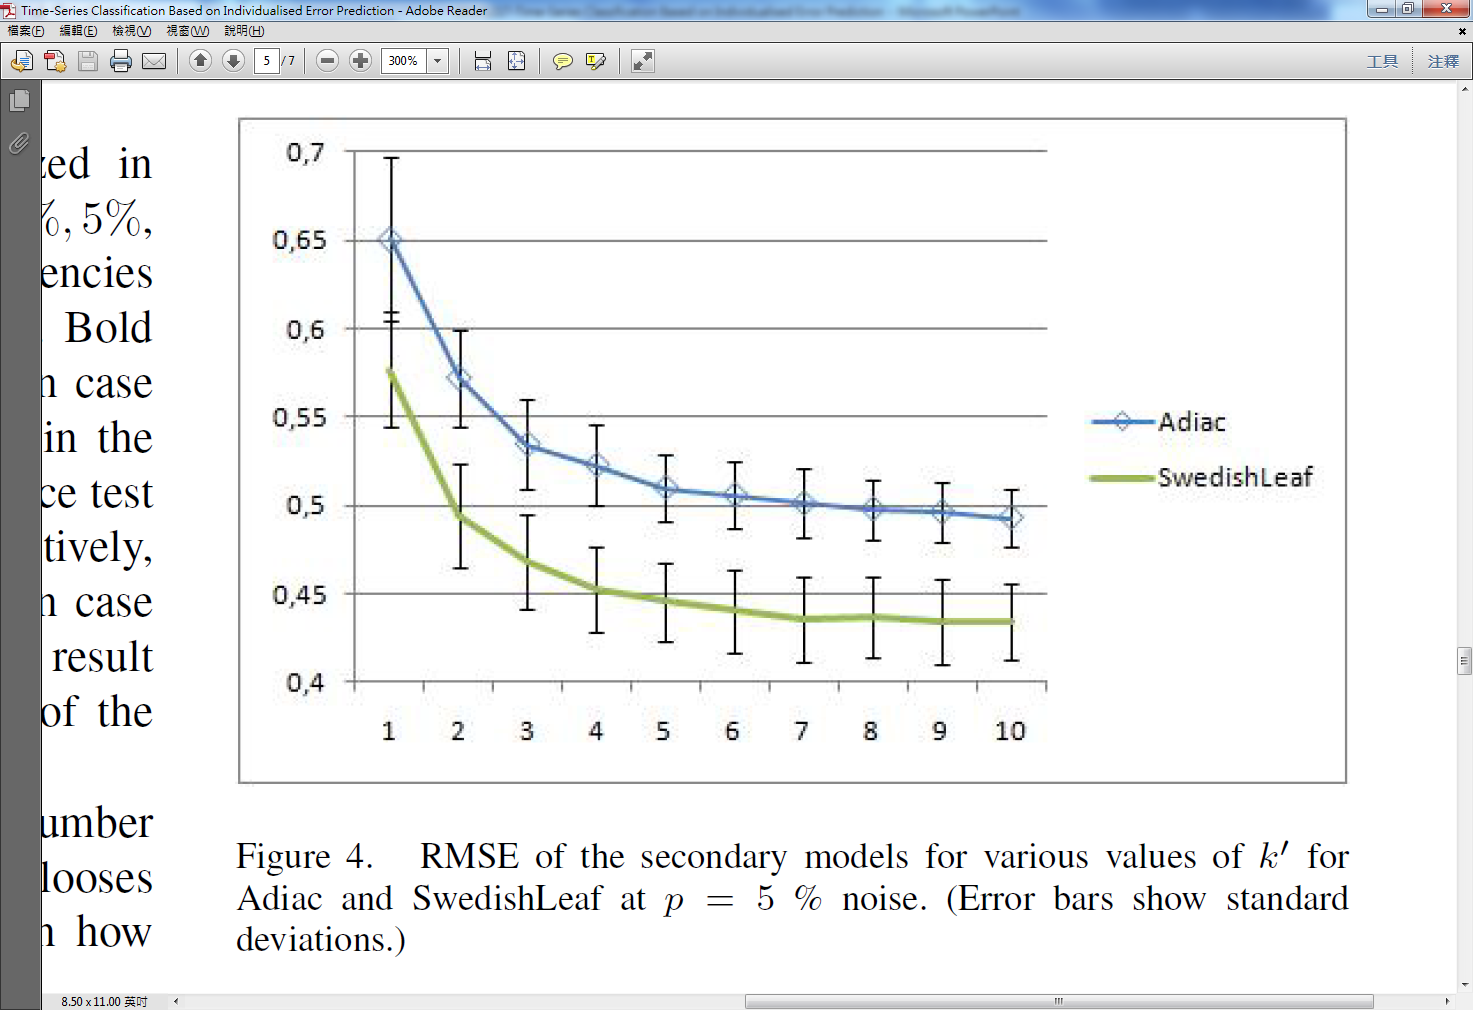 Time-Series Classification Based on Individualised Error Prediction - Adobe Reader
檔案(F) 編輯(E) 檢視(V) 視窗(W) 說明(H)
5 / 7 300% 工具 注釋
zed in
%, 5%,
encies
. Bold
n case
in the
ce test
tively,
n case
result
of the
umber
looses
n how
0,7
0,65
0,6
0,55
0,5
0,45
0,4
1 2 3 4 5 6 7 8 9 10
Adiac
SwedishLeaf
Figure 4. RMSE of the secondary models for various values of k′ for
Adiac and SwedishLeaf at p = 5 % noise. (Error bars show standard
deviations.)
8.50 x 11.00 英吋